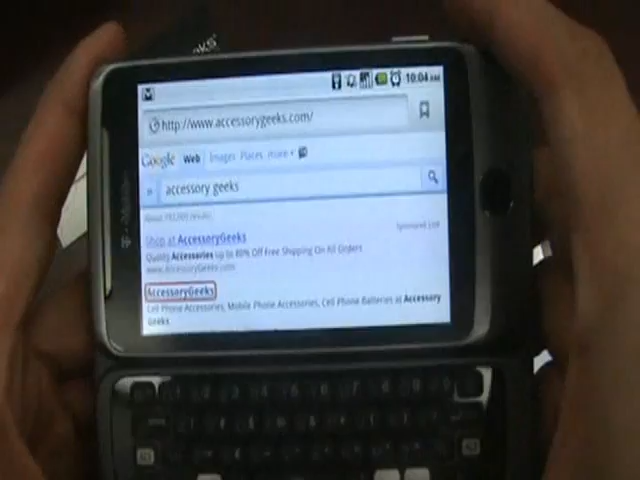 10:04 AM
http://www.accessorygeeks.com/
Google Web Images Places more
accessory geeks
Shop at AccessoryGeeks
Sponsored Link
Quality Accessories up to 80% Off Free Shipping On All Orders
www.AccessoryGeeks.com
AccessoryGeeks
Cell Phone Accessories, Mobile Phone Accessories, Cell Phone Batteries at Accessory
Geeks.